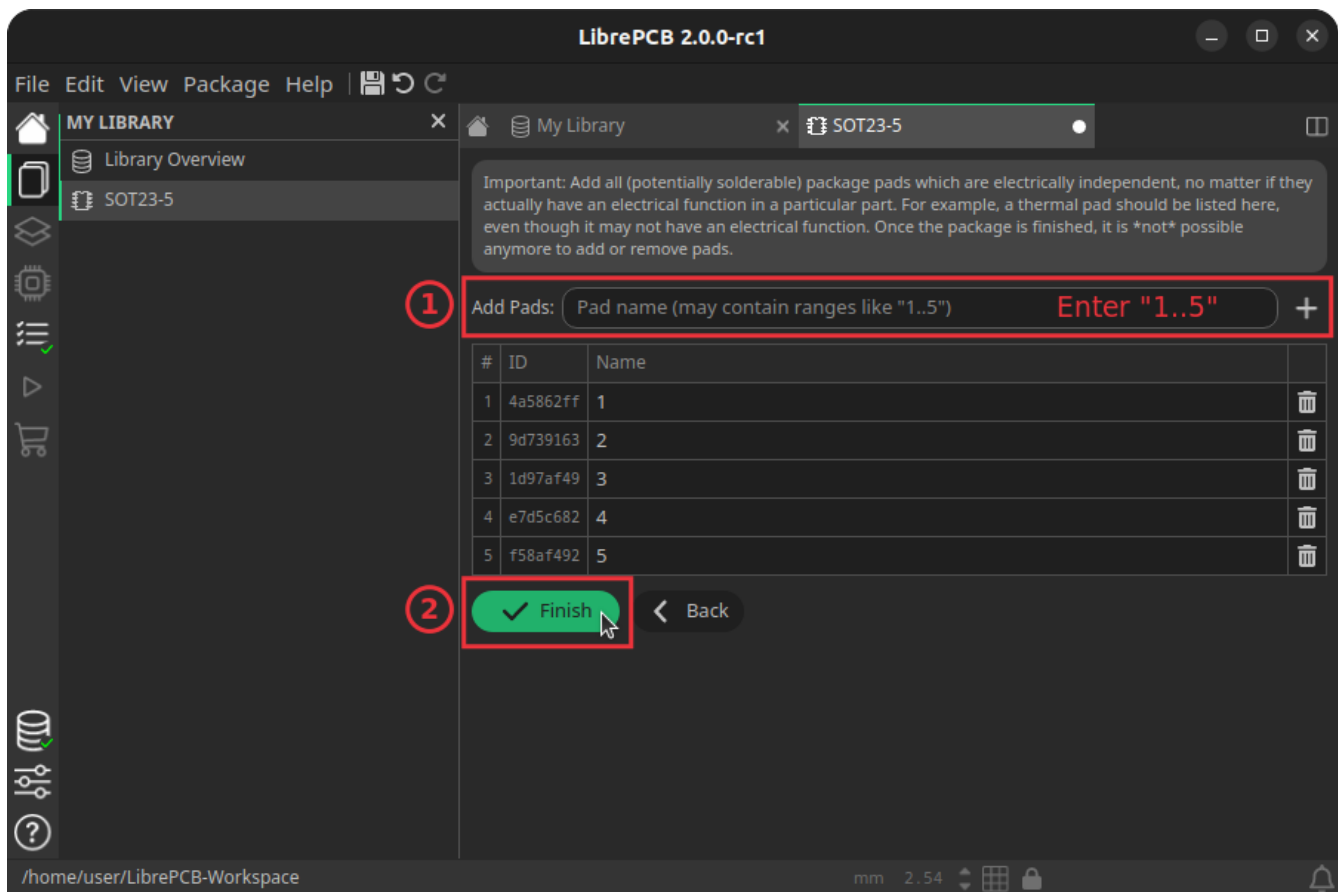 LibrePCB 2.0.0-rc1
File Edit View Package Help
MY LIBRARY
Library Overview
SOT23-5
My Library
SOT23-5
Important: Add all (potentially solderable) package pads which are electrically independent, no matter if they
actually have an electrical function in a particular part. For example, a thermal pad should be listed here,
even though it may not have an electrical function. Once the package is finished, it is *not* possible
anymore to add or remove pads.
1 Add Pads: Pad name (may contain ranges like "1..5") Enter "1..5" +
# ID Name
1 4a5862ff 1
2 9d739163 2
3 1d97af49 3
4 e7d5c682 4
5 f58af492 5
2 Finish Back
/home/user/LibrePCB-Workspace
mm 2.54